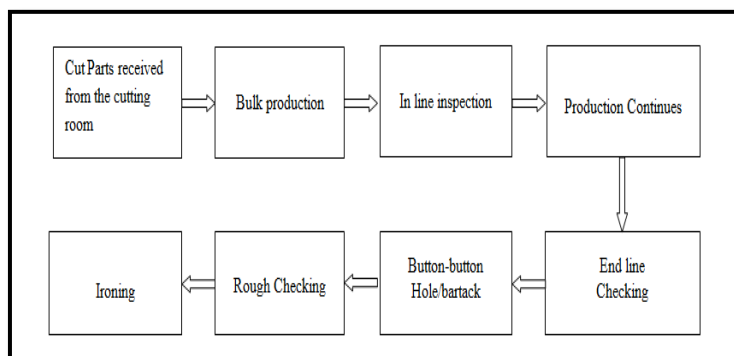 Cut Parts received
from the cutting
room
Bulk production
In line inspection
Production Continues
End line
Checking
Button-button
Hole/bartack
Rough Checking
Ironing